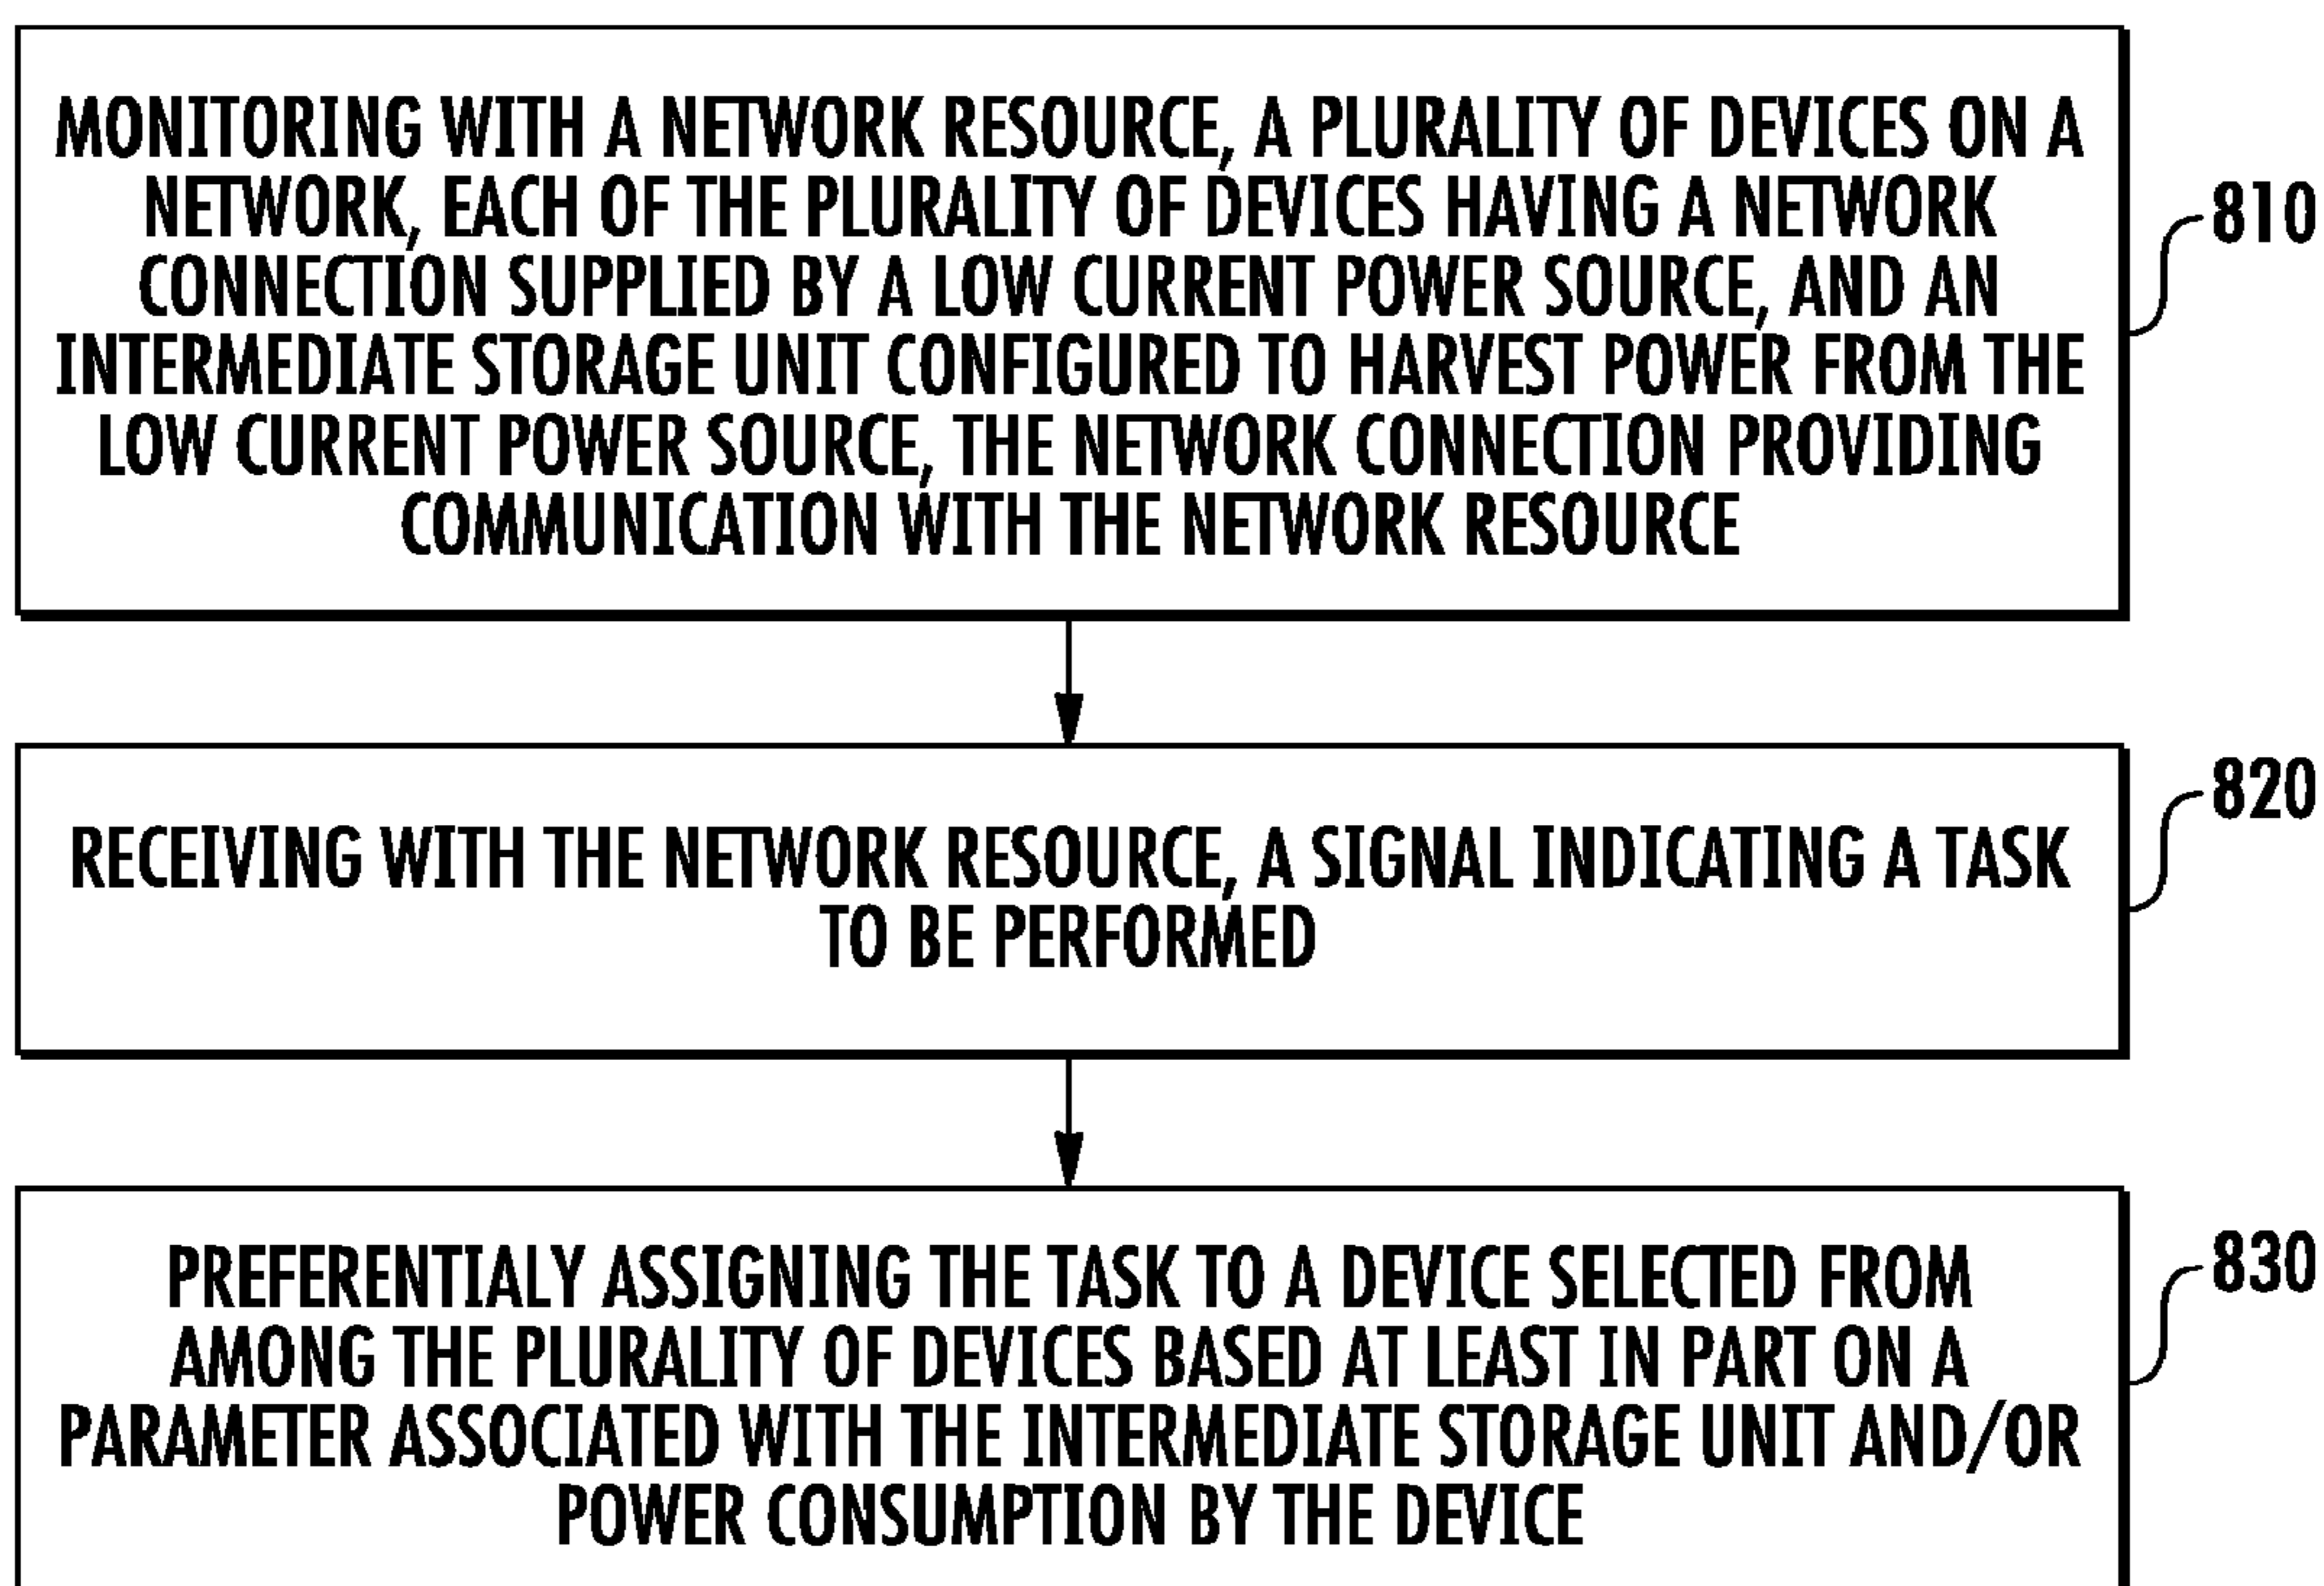 MONITORING WITH A NETWORK RESOURCE, A PLURALITY OF DEVICES ON A
NETWORK, EACH OF THE PLURALITY OF DEVICES HAVING A NETWORK
CONNECTION SUPPLIED BY A LOW CURRENT POWER SOURCE, AND AN
INTERMEDIATE STORAGE UNIT CONFIGURED TO HARVEST POWER FROM THE
LOW CURRENT POWER SOURCE, THE NETWORK CONNECTION PROVIDING
COMMUNICATION WITH THE NETWORK RESOURCE
810
RECEIVING WITH THE NETWORK RESOURCE, A SIGNAL INDICATING A TASK
TO BE PERFORMED
820
PREFERENTIALY ASSIGNING THE TASK TO A DEVICE SELECTED FROM
AMONG THE PLURALITY OF DEVICES BASED AT LEAST IN PART ON A
PARAMETER ASSOCIATED WITH THE INTERMEDIATE STORAGE UNIT AND/OR
POWER CONSUMPTION BY THE DEVICE
830